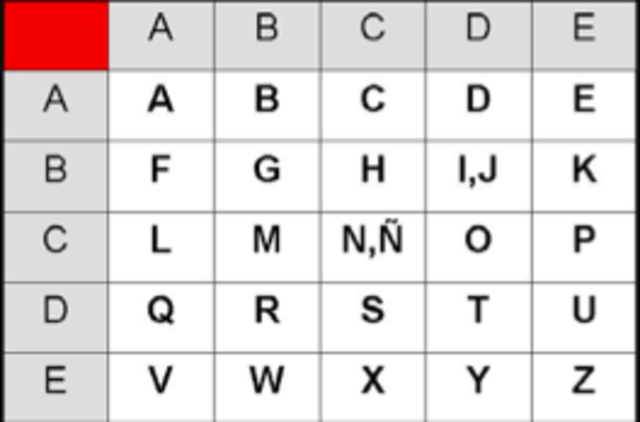 A B C D E
A A B C D E
B F G H I,J K
C L M N,Ñ O P
D Q R S T U
E V W X Y Z